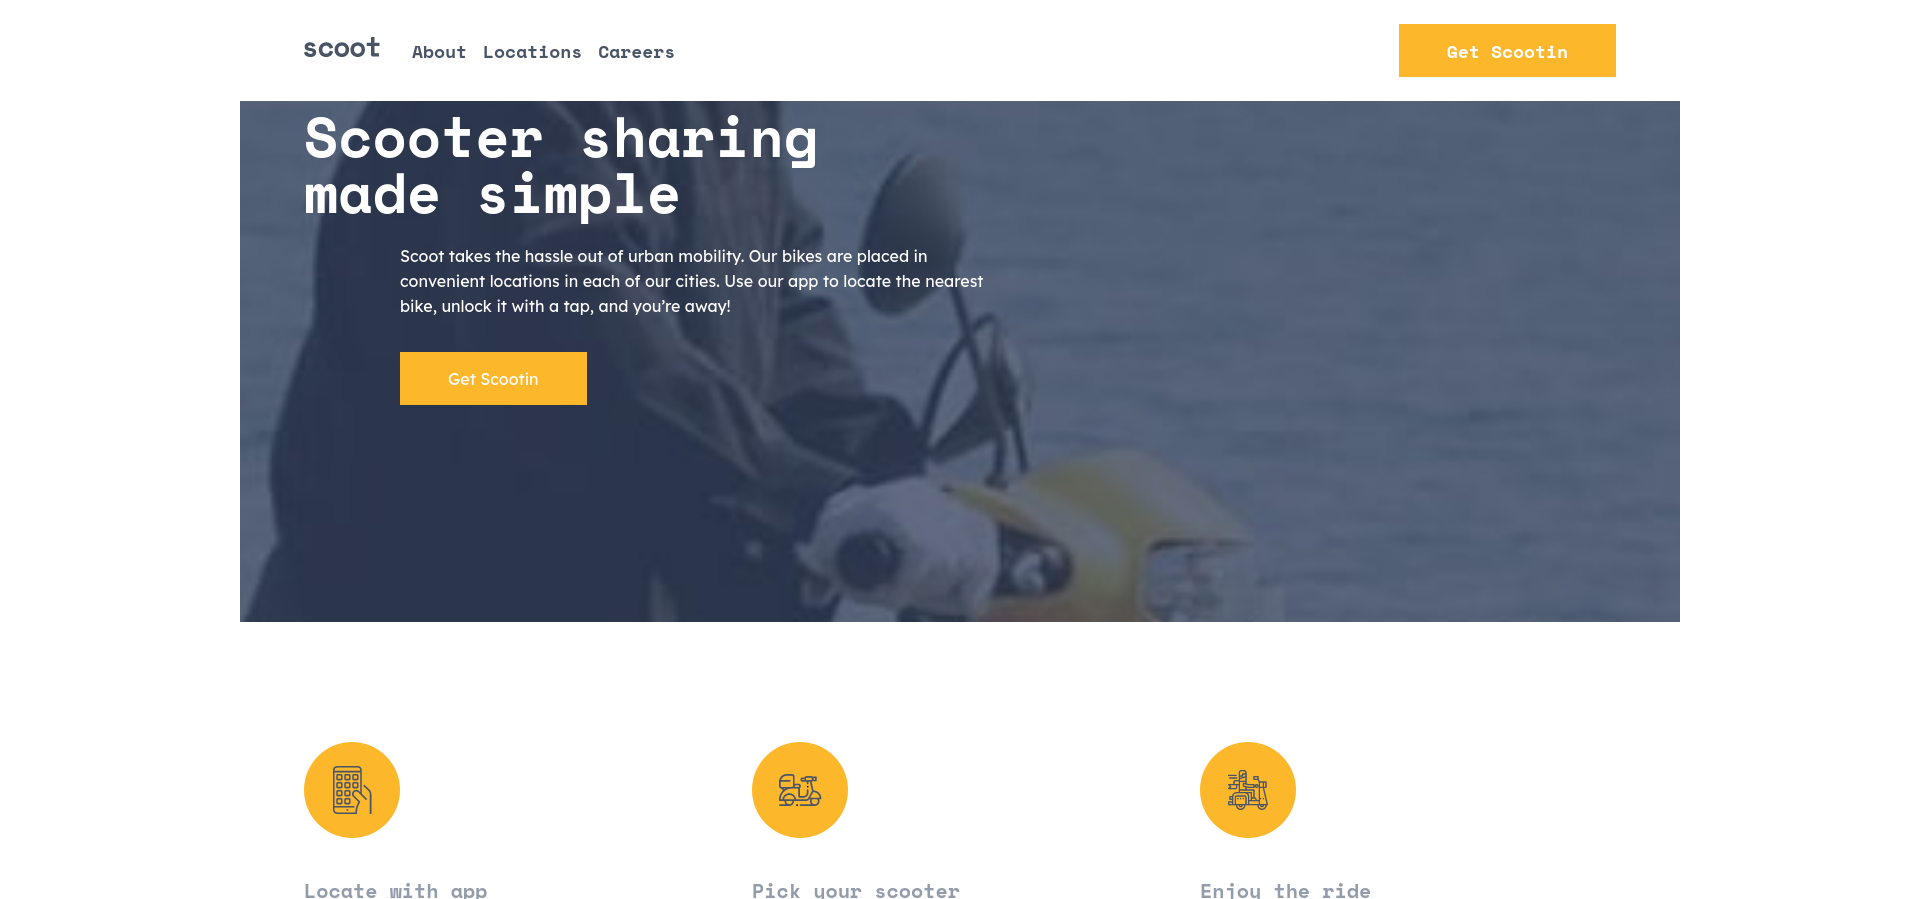 scoot
About Locations Careers
Get Scootin
Scooter sharing
made simple
Scoot takes the hassle out of urban mobility. Our bikes are placed in
convenient locations in each of our cities. Use our app to locate the nearest
bike, unlock it with a tap, and you’re away!
Get Scootin
Locate with app
Pick your scooter
Enjoy the ride